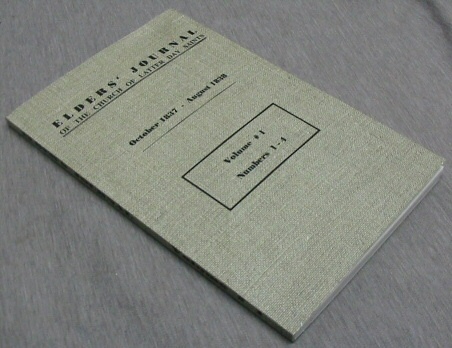 ELDERS' JOURNAL
OF THE CHURCH OF LATTER DAY SAINTS
October 1837 - August 1838
Volume #1
Numbers 1-4